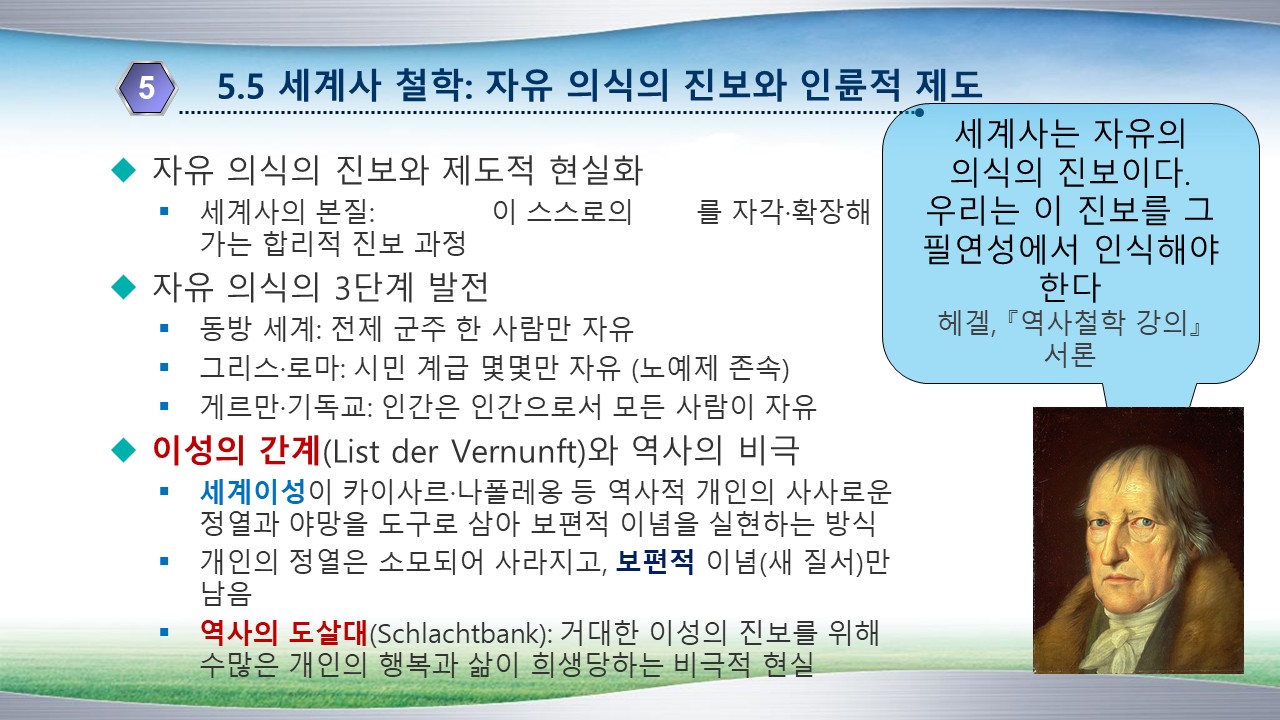 5
5.5 세계사 철학: 자유 의식의 진보와 인륜적 제도
자유 의식의 진보와 제도적 현실화
세계사의 본질: 이 스스로의 를 자각·확장해
가는 합리적 진보 과정
자유 의식의 3단계 발전
동방 세계: 전제 군주 한 사람만 자유
그리스·로마: 시민 계급 몇몇만 자유 (노예제 존속)
게르만·기독교: 인간은 인간으로서 모든 사람이 자유
이성의 간계(List der Vernunft)와 역사의 비극
세계이성이 카이사르·나폴레옹 등 역사적 개인의 사사로운
정열과 야망을 도구로 삼아 보편적 이념을 실현하는 방식
개인의 정열은 소모되어 사라지고, 보편적 이념(새 질서)만
남음
역사의 도살대(Schlachtbank): 거대한 이성의 진보를 위해
수많은 개인의 행복과 삶이 희생당하는 비극적 현실
세계사는 자유의
의식의 진보이다.
우리는 이 진보를 그
필연성에서 인식해야
한다
헤겔, 『역사철학 강의』
서론